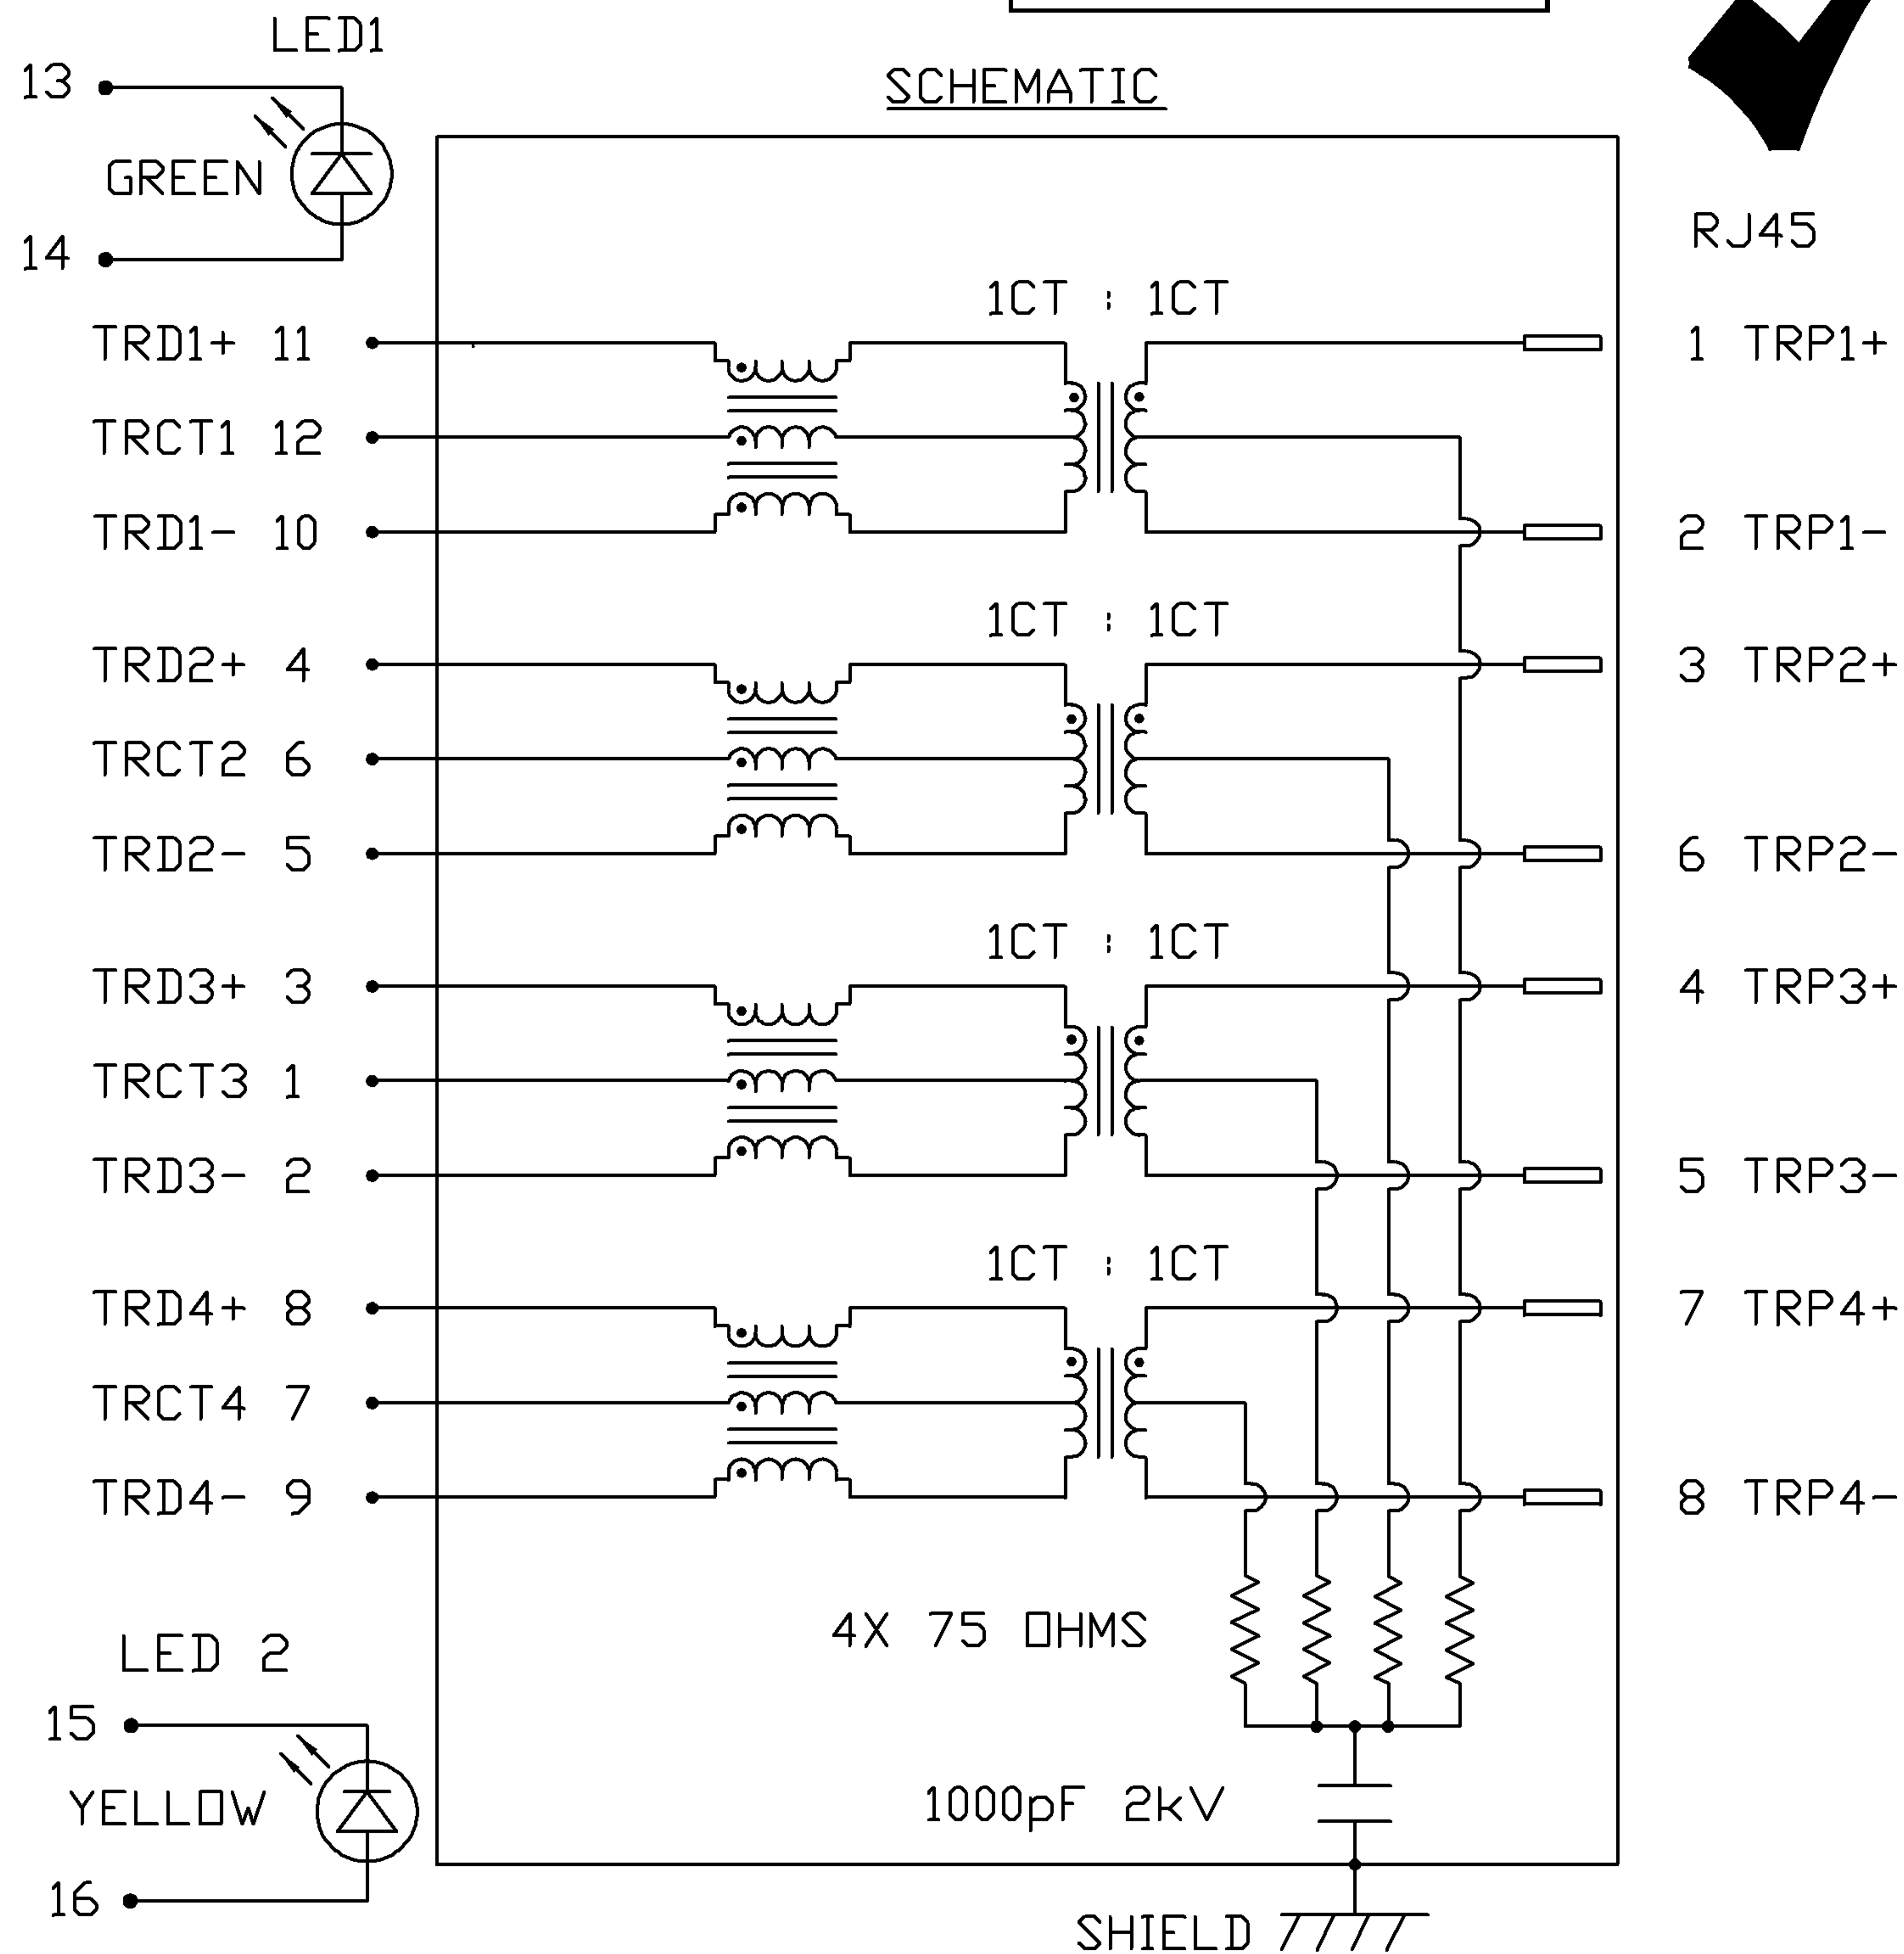 LED1
13
SCHEMATIC
GREEN
14
RJ45
1CT : 1CT
TRD1+ 11
1 TRP1+
TRCT1 12
TRD1- 10
2 TRP1-
1CT : 1CT
TRD2+ 4
3 TRP2+
TRCT2 6
TRD2- 5
6 TRP2-
1CT : 1CT
TRD3+ 3
4 TRP3+
TRCT3 1
TRD3- 2
5 TRP3-
1CT : 1CT
TRD4+ 8
7 TRP4+
TRCT4 7
TRD4- 9
8 TRP4-
4X 75 OHMS
LED 2
15
YELLOW
1000pF 2kV
16
SHIELD